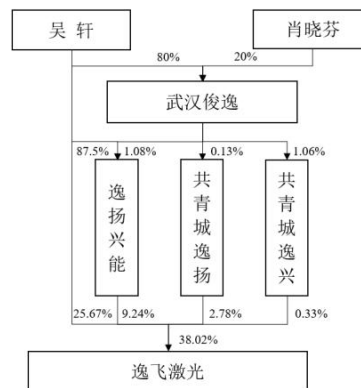 吴 轩 肖晓芬
80% 20%
武汉俊逸
87.5% 1.08% 0.13% 1.06%
逸扬兴能
共青城逸扬
共青城逸兴
25.67% 9.24% 2.78% 0.33%
38.02%
逸飞激光